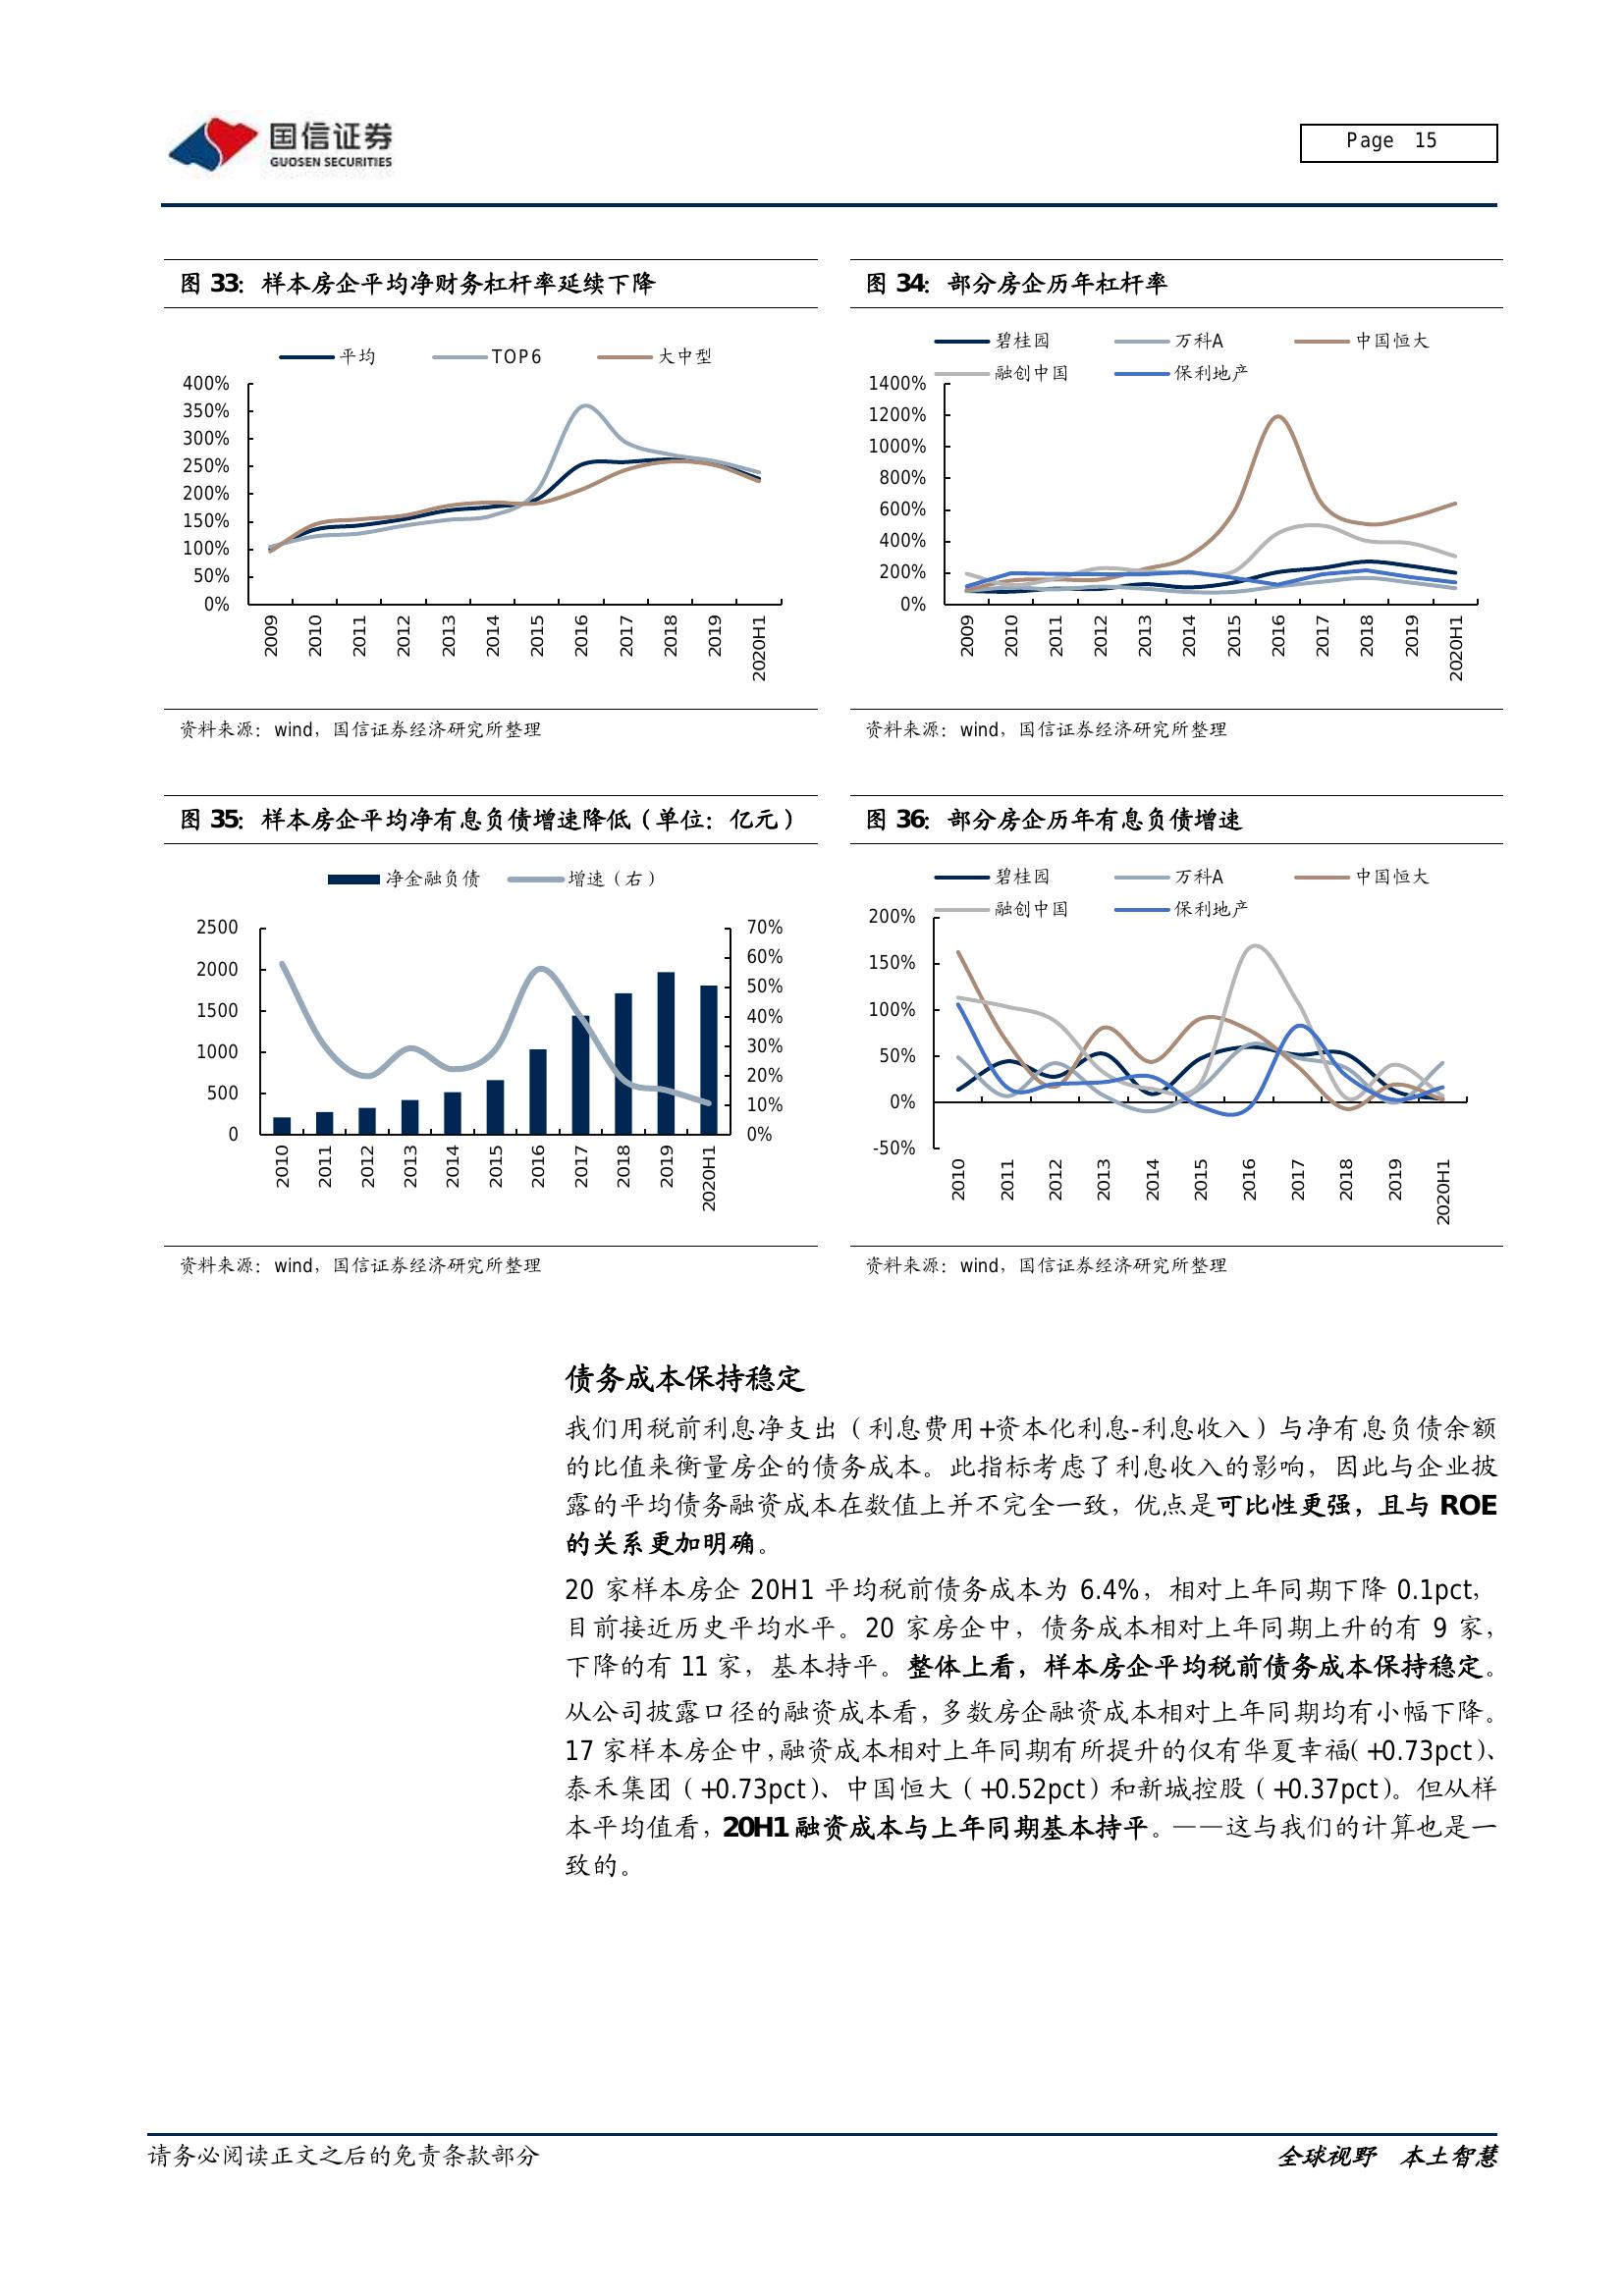 国信证券
GUOSEN SECURITIES
Page 15
图 33：样本房企平均净财务杠杆率延续下降
平均 TOP6 大中型
400%
350%
300%
250%
200%
150%
100%
50%
0%
2009 2010 2011 2012 2013 2014 2015 2016 2017 2018 2019 2020H1
资料来源：wind，国信证券经济研究所整理
图 34：部分房企历年杠杆率
碧桂园 万科A 中国恒大
融创中国 保利地产
1400%
1200%
1000%
800%
600%
400%
200%
0%
2009 2010 2011 2012 2013 2014 2015 2016 2017 2018 2019 2020H1
资料来源：wind，国信证券经济研究所整理
图 35：样本房企平均净有息负债增速降低（单位：亿元）
净金融负债 增速（右）
2500
2000
1500
1000
500
0
70%
60%
50%
40%
30%
20%
10%
0%
2010 2011 2012 2013 2014 2015 2016 2017 2018 2019 2020H1
资料来源：wind，国信证券经济研究所整理
图 36：部分房企历年有息负债增速
碧桂园 万科A 中国恒大
融创中国 保利地产
200%
150%
100%
50%
0%
-50%
2010 2011 2012 2013 2014 2015 2016 2017 2018 2019 2020H1
资料来源：wind，国信证券经济研究所整理
债务成本保持稳定
我们用税前利息净支出（利息费用+资本化利息-利息收入）与净有息负债余额
的比值来衡量房企的债务成本。此指标考虑了利息收入的影响，因此与企业披
露的平均债务融资成本在数值上并不完全一致，优点是可比性更强，且与 ROE
的关系更加明确。
20 家样本房企 20H1 平均税前债务成本为 6.4%，相对上年同期下降 0.1pct，
目前接近历史平均水平。20 家房企中，债务成本相对上年同期上升的有 9 家，
下降的有 11 家，基本持平。整体上看，样本房企平均税前债务成本保持稳定。
从公司披露口径的融资成本看，多数房企融资成本相对上年同期均有小幅下降。
17 家样本房企中，融资成本相对上年同期有所提升的仅有华夏幸福（+0.73pct）、
泰禾集团（+0.73pct）、中国恒大（+0.52pct）和新城控股（+0.37pct）。但从样
本平均值看，20H1 融资成本与上年同期基本持平。——这与我们的计算也是一
致的。
请务必阅读正文之后的免责条款部分
全球视野 本土智慧